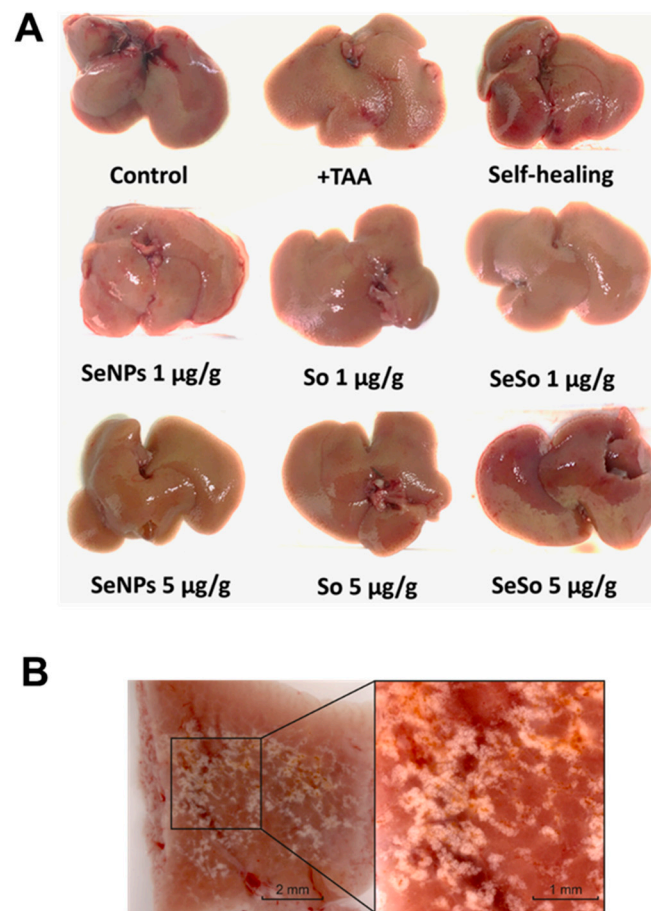 A
Control
+TAA
Self-healing
SeNPs 1 µg/g
So 1 µg/g
SeSo 1 µg/g
SeNPs 5 µg/g
So 5 µg/g
SeSo 5 µg/g
B
2 mm
1 mm